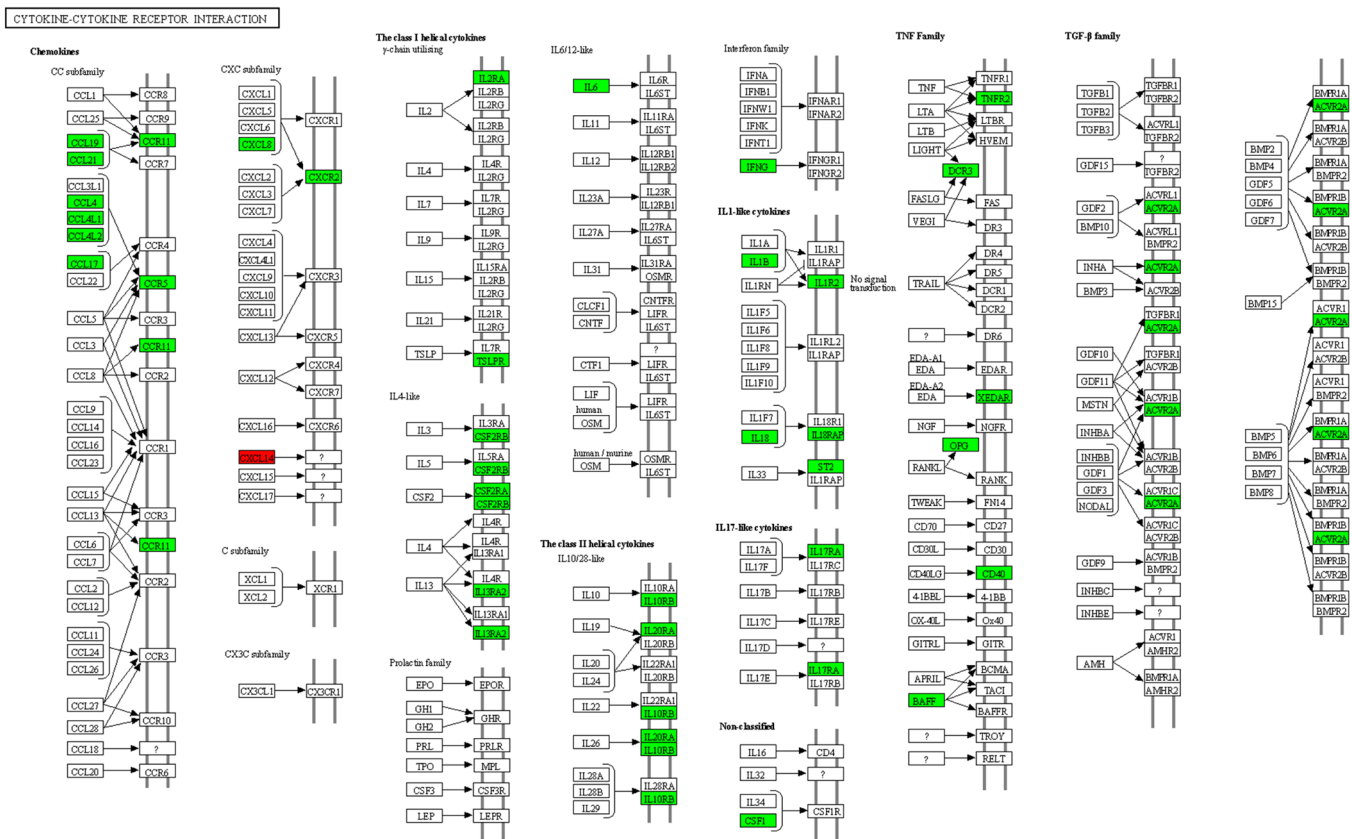 CYTOKINE-CYTOKINE RECEPTOR INTERACTION
Chemokines
CC subfamily
CCL1
CCR8
CCL25
CCR9
CCL19
CCR11
CCL21
CCR7
CCL3L1
CCL4
CCL4L1
CCL4L2
CCR4
CCL17
CCL22
CCR5
CCL5
CCR3
CCL3
CCR11
CCL8
CCR2
CCL9
CCL14
CCL16
CCL23
CCR1
CCL15
CCL13
CCR3
CCL6
CCL7
CCR11
CCL2
CCL12
CCR2
CCL11
CCL24
CCL26
CCR3
CCL27
CCL28
CCR10
CCL18
?
CCL20
CCR6
CXC subfamily
CXCL1
CXCL5
CXCL6
CXCL8
CXCR1
CXCL2
CXCL3
CXCL7
CXCR2
CXCL4
CXCL4L1
CXCL9
CXCL10
CXCL11
CXCR3
CXCL13
CXCR5
CXCL12
CXCR4
CXCR7
CXCL16
CXCR6
CXCL14
?
CXCL15
?
CXCL17
?
C subfamily
XCL1
XCL2
XCR1
CX3C subfamily
CX3CL1
CX3CR1
The class I helical cytokines
γ-chain utilising
IL2
IL2RA
IL2RB
IL2RG
IL2RB
IL2RG
IL4
IL4R
IL2RG
IL7
IL7R
IL2RG
IL9
IL9R
IL2RG
IL15
IL15RA
IL2RB
IL2RG
IL21
IL21R
IL2RG
TSLP
IL7R
TSLPR
IL4-like
IL3
IL3RA
CSF2RB
IL5
IL5RA
CSF2RB
CSF2
CSF2RA
CSF2RB
IL4
IL4R
IL2RG
IL4R
IL13RA1
IL13
IL4R
IL13RA2
IL13RA1
IL13RA2
Prolactin family
EPO
EPOR
GH1
GH2
GHR
PRL
PRLR
TPO
MPL
CSF3
CSF3R
LEP
LEPR
IL6/12-like
IL6
IL6R
IL6ST
IL11
IL11RA
IL6ST
IL12
IL12RB1
IL12RB2
IL23A
IL23R
IL12RB1
IL27A
IL27RA
IL6ST
IL31
IL31RA
OSMR
CLCF1
CNTF
CNTFR
LIFR
IL6ST
CTF1
?
LIFR
IL6ST
LIF
human
OSM
LIFR
IL6ST
human / murine
OSM
OSMR
IL6ST
The class II helical cytokines
IL10/28-like
IL10
IL10RA
IL10RB
IL19
IL20RA
IL20RB
IL20
IL24
IL22RA1
IL20RB
IL22
IL22RA1
IL10RB
IL26
IL20RA
IL10RB
IL28A
IL28B
IL29
IL28RA
IL10RB
Interferon family
IFNA
IFNB1
IFNW1
IFNK
IFNT1
IFNAR1
IFNAR2
IFNG
IFNGR1
IFNGR2
IL1-like cytokines
IL1A
IL1B
IL1RN
IL1R1
IL1RAP
IL1R2
No signal
transduction
IL1F5
IL1F6
IL1F8
IL1F9
IL1F10
IL1RL2
IL1RAP
IL1F7
IL18
IL18R1
IL18RAP
IL33
ST2
IL1RAP
IL17-like cytokines
IL17A
IL17F
IL17RA
IL17RC
IL17B
IL17RB
IL17C
IL17RE
IL17D
?
IL17E
IL17RA
IL17RB
Non-classified
IL16
CD4
IL32
?
IL34
CSF1
CSF1R
TNF Family
TNF
TNFR1
TNFR2
LTA
LTBR
LTB
HVEM
LIGHT
DCR3
FASLG
FAS
VEGI
DR3
TRAIL
DR4
DR5
DCR1
DCR2
?
DR6
EDA-A1
EDA
EDAR
EDA-A2
EDA
XEDAR
NGF
NGFR
OPG
RANKL
RANK
TWEAK
FN14
CD70
CD27
CD30L
CD30
CD40LG
CD40
4-1BBL
4-1BB
OX-40L
Ox40
GITRL
GITR
APRIL
BCMA
TACI
BAFF
BAFFR
?
TROY
?
RELT
TGF-β family
TGFB1
TGFB2
TGFB3
TGFBR1
TGFBR2
ACVRL1
TGFBR2
GDF15
?
TGFBR2
GDF2
BMP10
ACVRL1
ACVR2A
ACVRL1
BMPR2
INHA
ACVR2A
BMP3
ACVR2B
TGFBR1
ACVR2A
GDF10
TGFBR1
ACVR2B
GDF11
MSTN
ACVR1B
ACVR2A
INHBA
INHBB
GDF1
GDF3
NODAL
ACVR1B
ACVR2B
ACVR1C
ACVR2A
ACVR1C
ACVR2B
GDF9
ACVR1B
BMPR2
INHBC
?
INHBE
?
AMH
ACVR1
AMHR2
BMPR1A
AMHR2
BMP2
BMP4
GDF5
GDF6
GDF7
BMP15
BMPR1A
ACVR2A
BMPR1A
ACVR2B
BMPR1A
BMPR2
BMPR1B
ACVR2A
BMPR1B
ACVR2B
BMPR1B
BMPR2
BMP5
BMP6
BMP7
BMP8
ACVR1
ACVR2A
ACVR1
ACVR2B
ACVR1
BMPR2
BMPR1A
ACVR2A
BMPR1A
ACVR2B
BMPR1A
BMPR2
BMPR1B
ACVR2A
BMPR1B
ACVR2B
BMPR1B
BMPR2